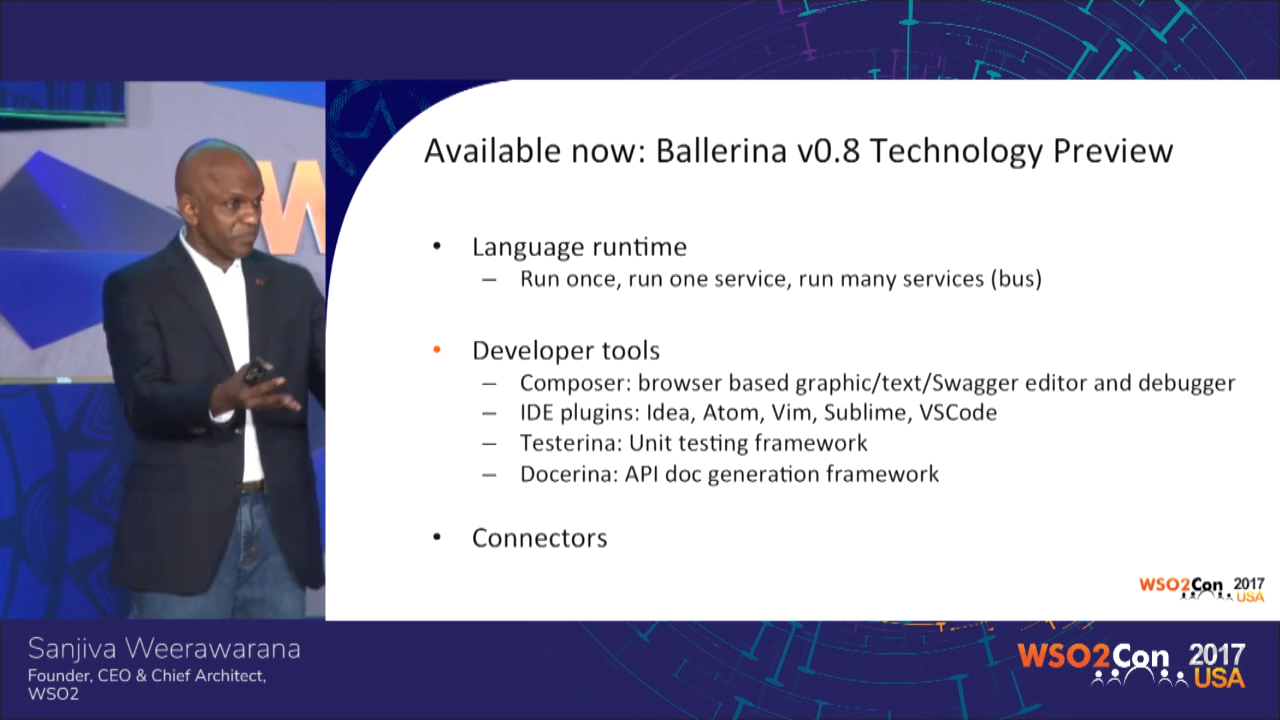 W
Available now: Ballerina v0.8 Technology Preview
• Language runtime
– Run once, run one service, run many services (bus)
• Developer tools
– Composer: browser based graphic/text/Swagger editor and debugger
– IDE plugins: Idea, Atom, Vim, Sublime, VSCode
– Testerina: Unit testing framework
– Docerina: API doc generation framework
• Connectors
WSO2Con 2017
USA
Sanjiva Weerawarana
Founder, CEO & Chief Architect,
WSO2
WSO2Con 2017
USA